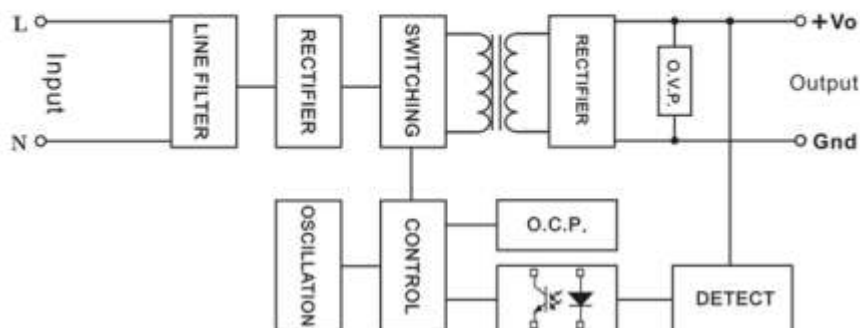 L
Input
N
LINE FILTER
RECTIFIER
SWITCHING
RECTIFIER
O.V.P.
+Vo
Output
Gnd
OSCILLATION
CONTROL
O.C.P.
DETECT